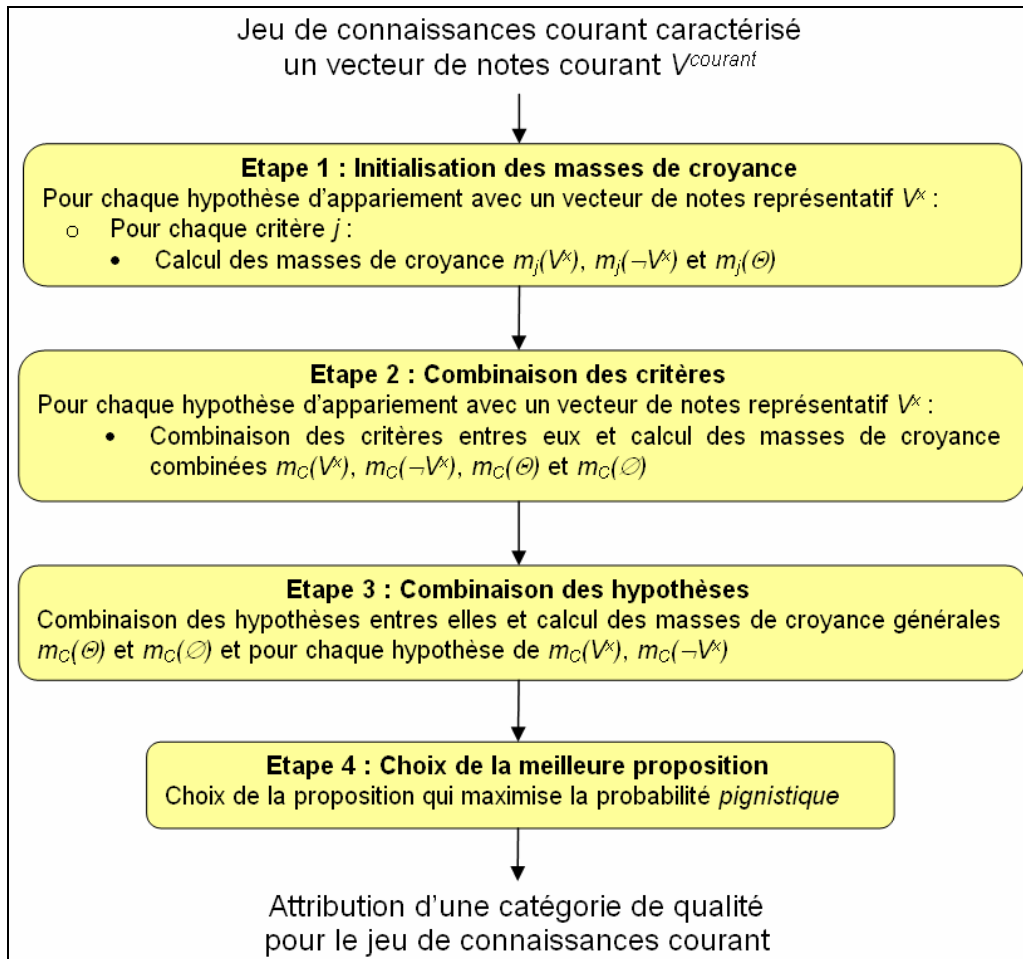 Jeu de connaissances courant caractérisé
un vecteur de notes courant V^courant
Etape 1 : Initialisation des masses de croyance
Pour chaque hypothèse d'appariement avec un vecteur de notes représentatif V^x :
o Pour chaque critère j :
• Calcul des masses de croyance m_j(V^x), m_j(¬V^x) et m_j(Θ)
Etape 2 : Combinaison des critères
Pour chaque hypothèse d'appariement avec un vecteur de notes représentatif V^x :
• Combinaison des critères entres eux et calcul des masses de croyance
combinées m_C(V^x), m_C(¬V^x), m_C(Θ) et m_C(∅)
Etape 3 : Combinaison des hypothèses
Combinaison des hypothèses entre elles et calcul des masses de croyance générales
m_C(Θ) et m_C(∅) et pour chaque hypothèse de m_C(V^x), m_C(¬V^x)
Etape 4 : Choix de la meilleure proposition
Choix de la proposition qui maximise la probabilité pignistique
Attribution d'une catégorie de qualité
pour le jeu de connaissances courant